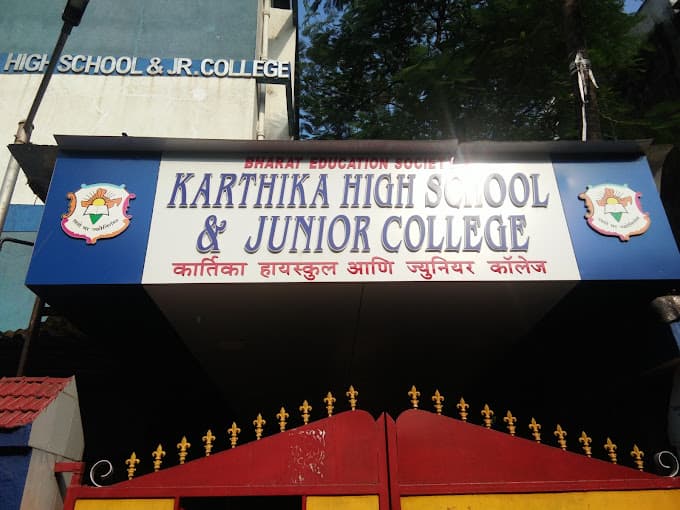 HIGH SCHOOL & JR. COLLEGE
BHARAT EDUCATION SOCIETY'S
KARTHIKA HIGH SCHOOL
& JUNIOR COLLEGE
कार्तिका हायस्कुल आणि ज्युनियर कॉलेज